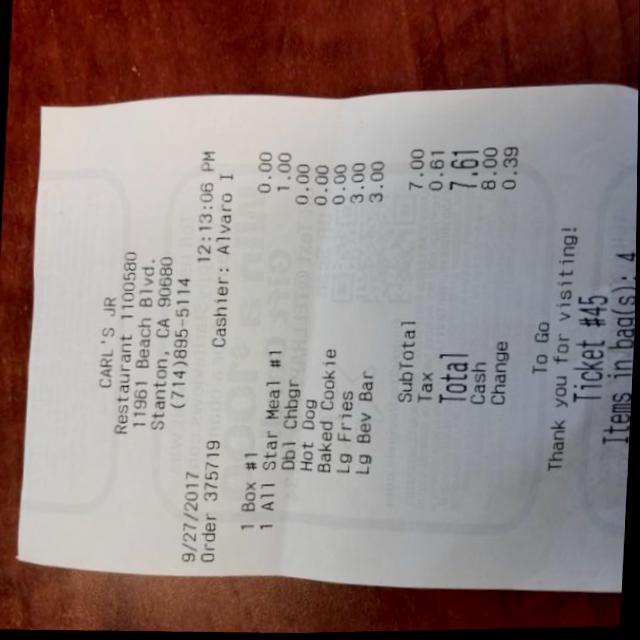 CARL'S JR
Restaurant 1100580
11961 Beach Blvd.
Stanton, CA 90680
(714)895-5114
9/27/2017 12:13:06 PM
Order 375719 Cashier: Alvaro I
1 Box #1 0.00
1 All Star Meal #1 1.00
Dbl Chbgr 0.00
Hot Dog 0.00
Baked Cookie 0.00
Lg Fries 3.00
Lg Bev Bar 3.00
SubTotal 7.00
Tax 0.61
Total 7.61
Cash 8.00
Change 0.39
To Go
Thank you for visiting!
Ticket #45
Items in bag(s): 4